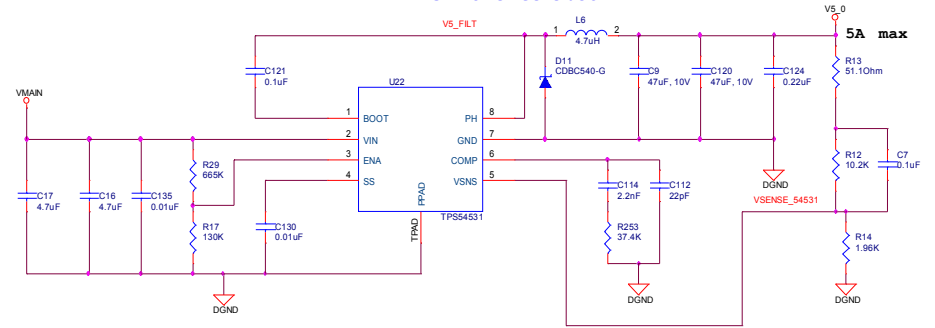 V5_FILT
V5_0
5A max
1
L6
2
4.7uH
C121
0.1uF
U22
D11
CDBC540-G
C9
47uF, 10V
C120
47uF, 10V
C124
0.22uF
R13
51.1Ohm
VMAIN
1
BOOT
PH
8
2
VIN
GND
7
3
ENA
COMP
6
4
SS
VSNS
5
PPAD
TPAD
TPS54531
R29
665K
R12
10.2K
C7
0.1uF
C17
4.7uF
C16
4.7uF
C135
0.01uF
C130
0.01uF
R17
130K
C114
2.2nF
C112
22pF
R253
37.4K
DGND
VSENSE_54531
R14
1.96K
DGND
DGND
DGND